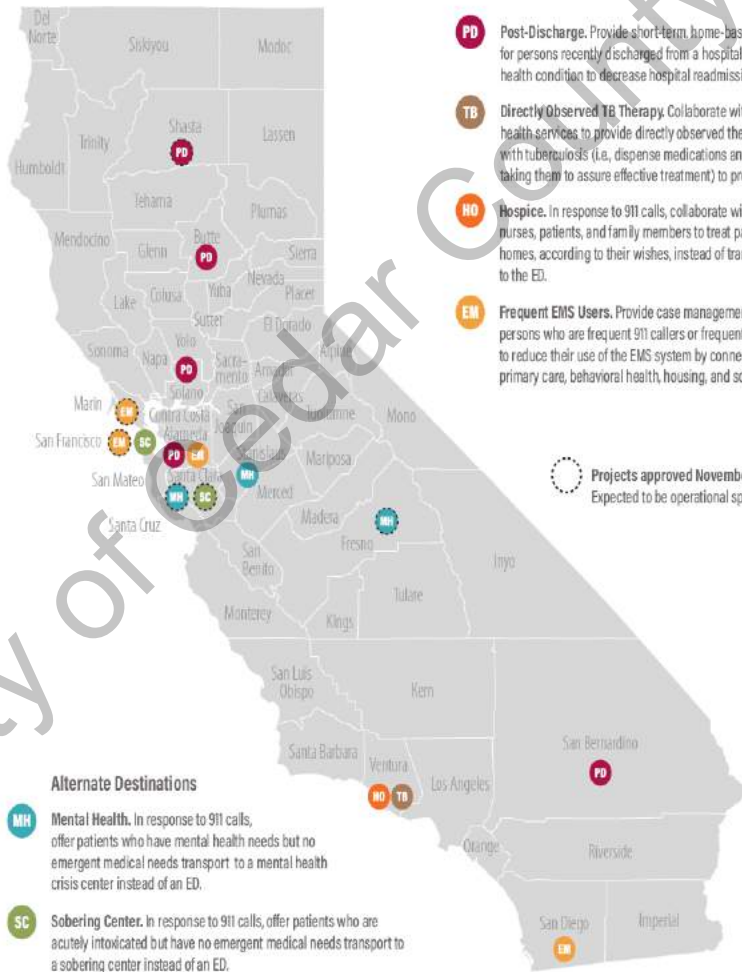 Del
Norte
Siskiyou
Modoc
Shasta
PD
Trinity
Lassen
Humboldt
Tehama
Plumas
Mendocino
Glenn
Butte
PD
Sierra
Lake
Colusa
Yuba
Nevada
Placer
Sutter
El Dorado
Sonoma
Napa
Yolo
PD
Sacra-
mento
Alpine
Amador
Solano
Calaveras
Marin
EM
Contra Costa
San
Joaquin
Tuolumne
Mono
San Francisco
EM
SC
Alameda
PD
EM
Stanislaus
MH
Mariposa
San Mateo
Santa Clara
MH
SC
Merced
Madera
MH
Santa Cruz
Fresno
San
Benito
Inyo
Tulare
Monterey
Kings
San Luis
Obispo
Kern
Santa Barbara
Ventura
HO
TB
Los Angeles
San Bernardino
PD
Orange
Riverside
San Diego
EM
Imperial
PD
Post-Discharge. Provide short-term, home-bas
for persons recently discharged from a hospital
health condition to decrease hospital readmissi
TB
Directly Observed TB Therapy. Collaborate wit
health services to provide directly observed the
with tuberculosis (i.e., dispense medications an
taking them to assure effective treatment) to pr
HO
Hospice. In response to 911 calls, collaborate wi
nurses, patients, and family members to treat pa
homes, according to their wishes, instead of tra
to the ED.
EM
Frequent EMS Users. Provide case manageme
persons who are frequent 911 callers or frequent
to reduce their use of the EMS system by conne
primary care, behavioral health, housing, and so
Projects approved Novembe
Expected to be operational sp
Alternate Destinations
MH
Mental Health. In response to 911 calls,
offer patients who have mental health needs but no
emergent medical needs transport to a mental health
crisis center instead of an ED.
SC
Sobering Center. In response to 911 calls, offer patients who are
acutely intoxicated but have no emergent medical needs transport to
a sobering center instead of an ED.
y of Cedar County